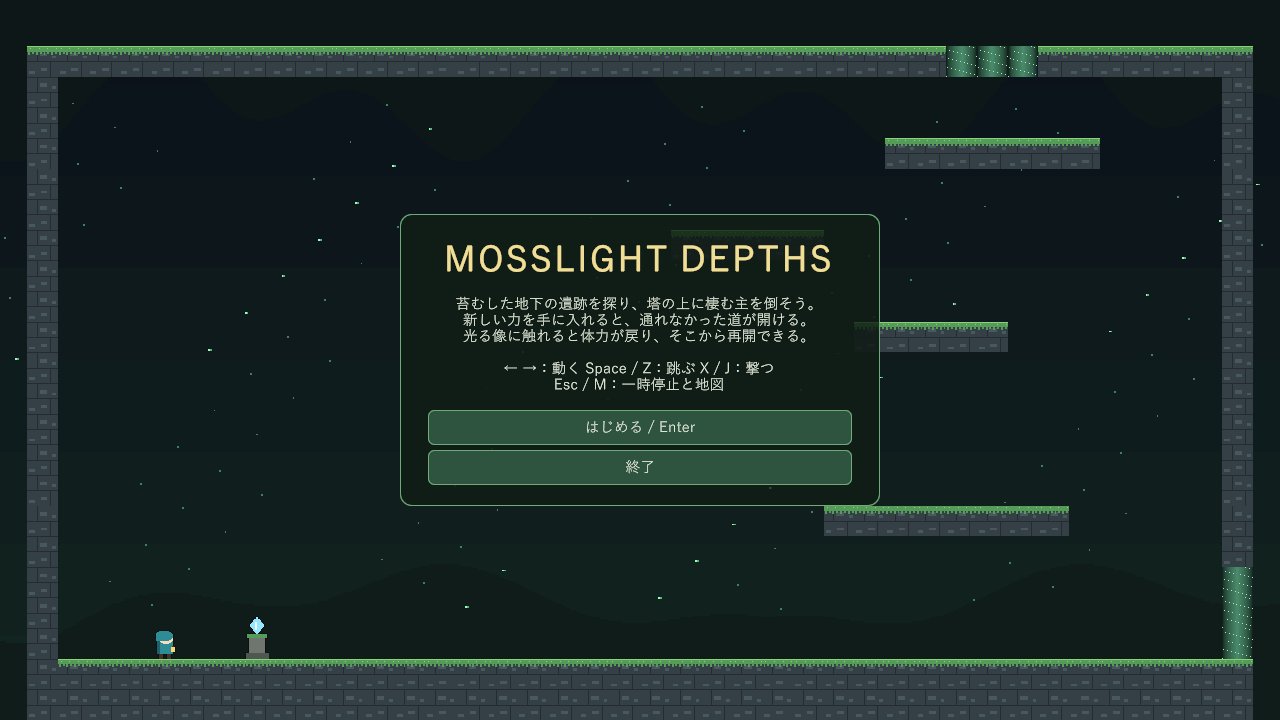 MOSSLIGHT DEPTHS
苔むした地下の遺跡を探り、塔の上に棲む主を倒そう。
新しい力を手に入れると、通れなかった道が開ける。
光る像に触れると体力が戻り、そこから再開できる。
← →：動く Space / Z：跳ぶ X / J：撃つ
Esc / M：一時停止と地図
はじめる / Enter
終了